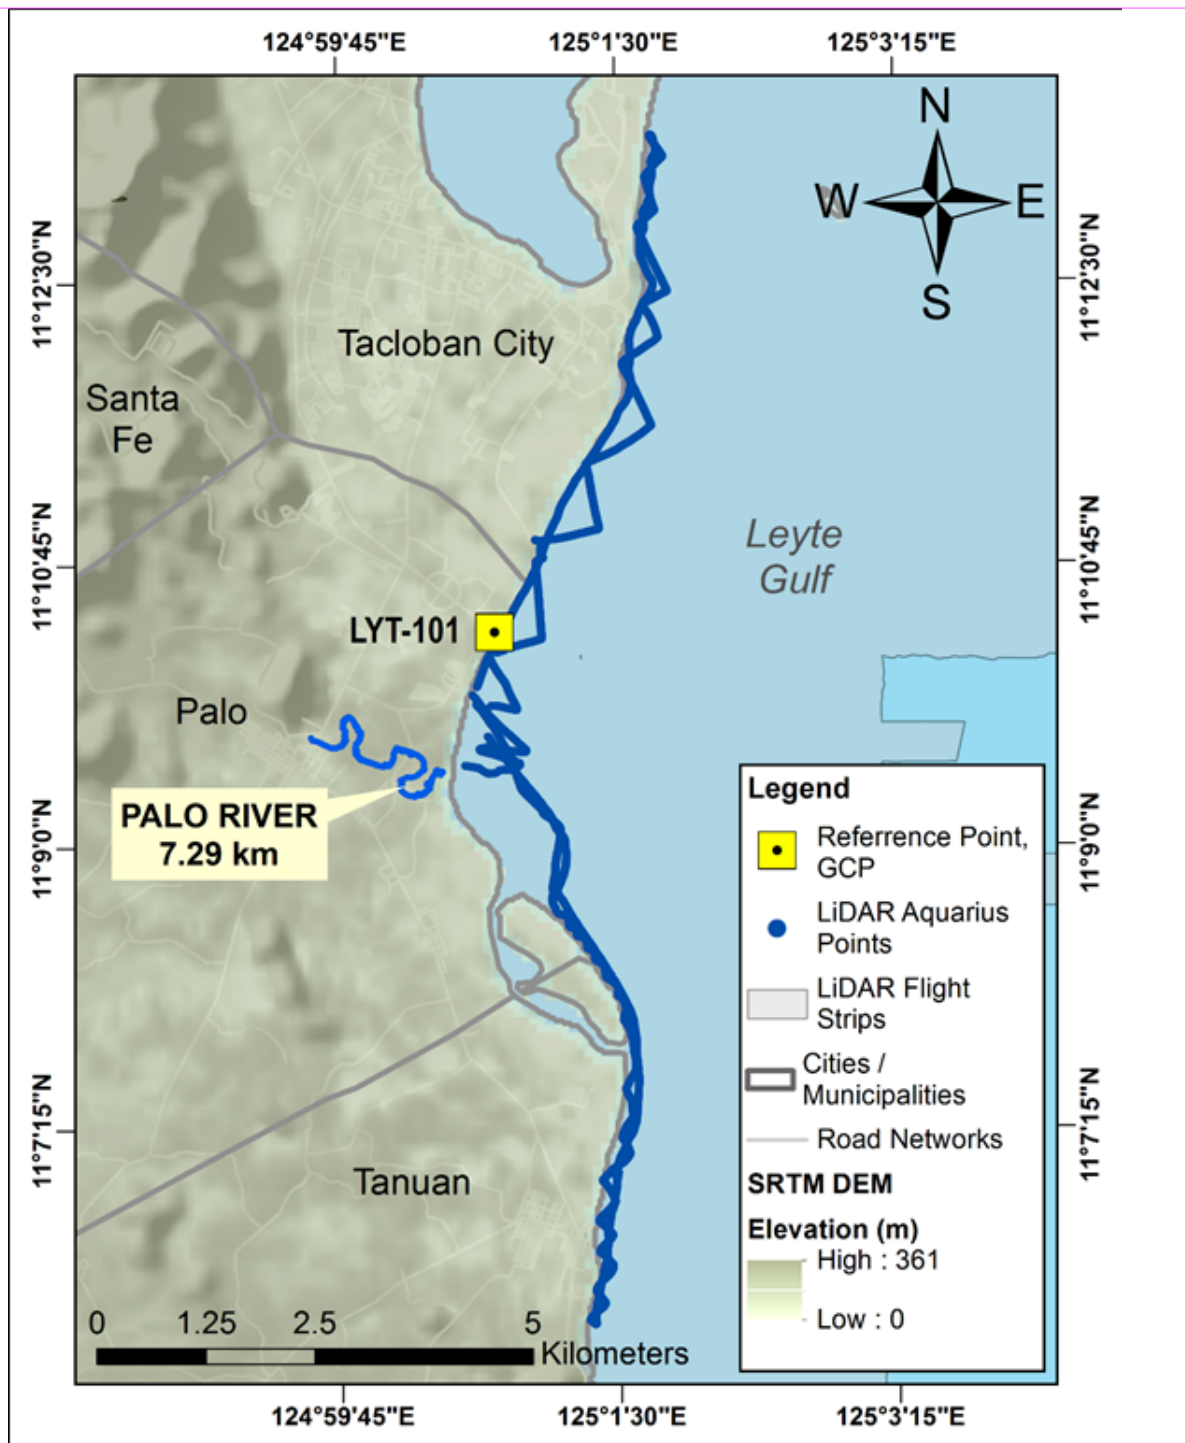 124°59'45"E
125°1'30"E
125°3'15"E
N
W
E
S
11°12'30"N
11°12'30"N
Tacloban City
Santa
Fe
Leyte
Gulf
11°10'45"N
11°10'45"N
LYT-101
Palo
PALO RIVER
7.29 km
11°9'0"N
11°9'0"N
Legend
Referrence Point,
GCP
LiDAR Aquarius
Points
LiDAR Flight
Strips
Cities /
Municipalities
Road Networks
SRTM DEM
Elevation (m)
High : 361
Low : 0
11°7'15"N
11°7'15"N
Tanuan
0 1.25 2.5 5
Kilometers
124°59'45"E
125°1'30"E
125°3'15"E